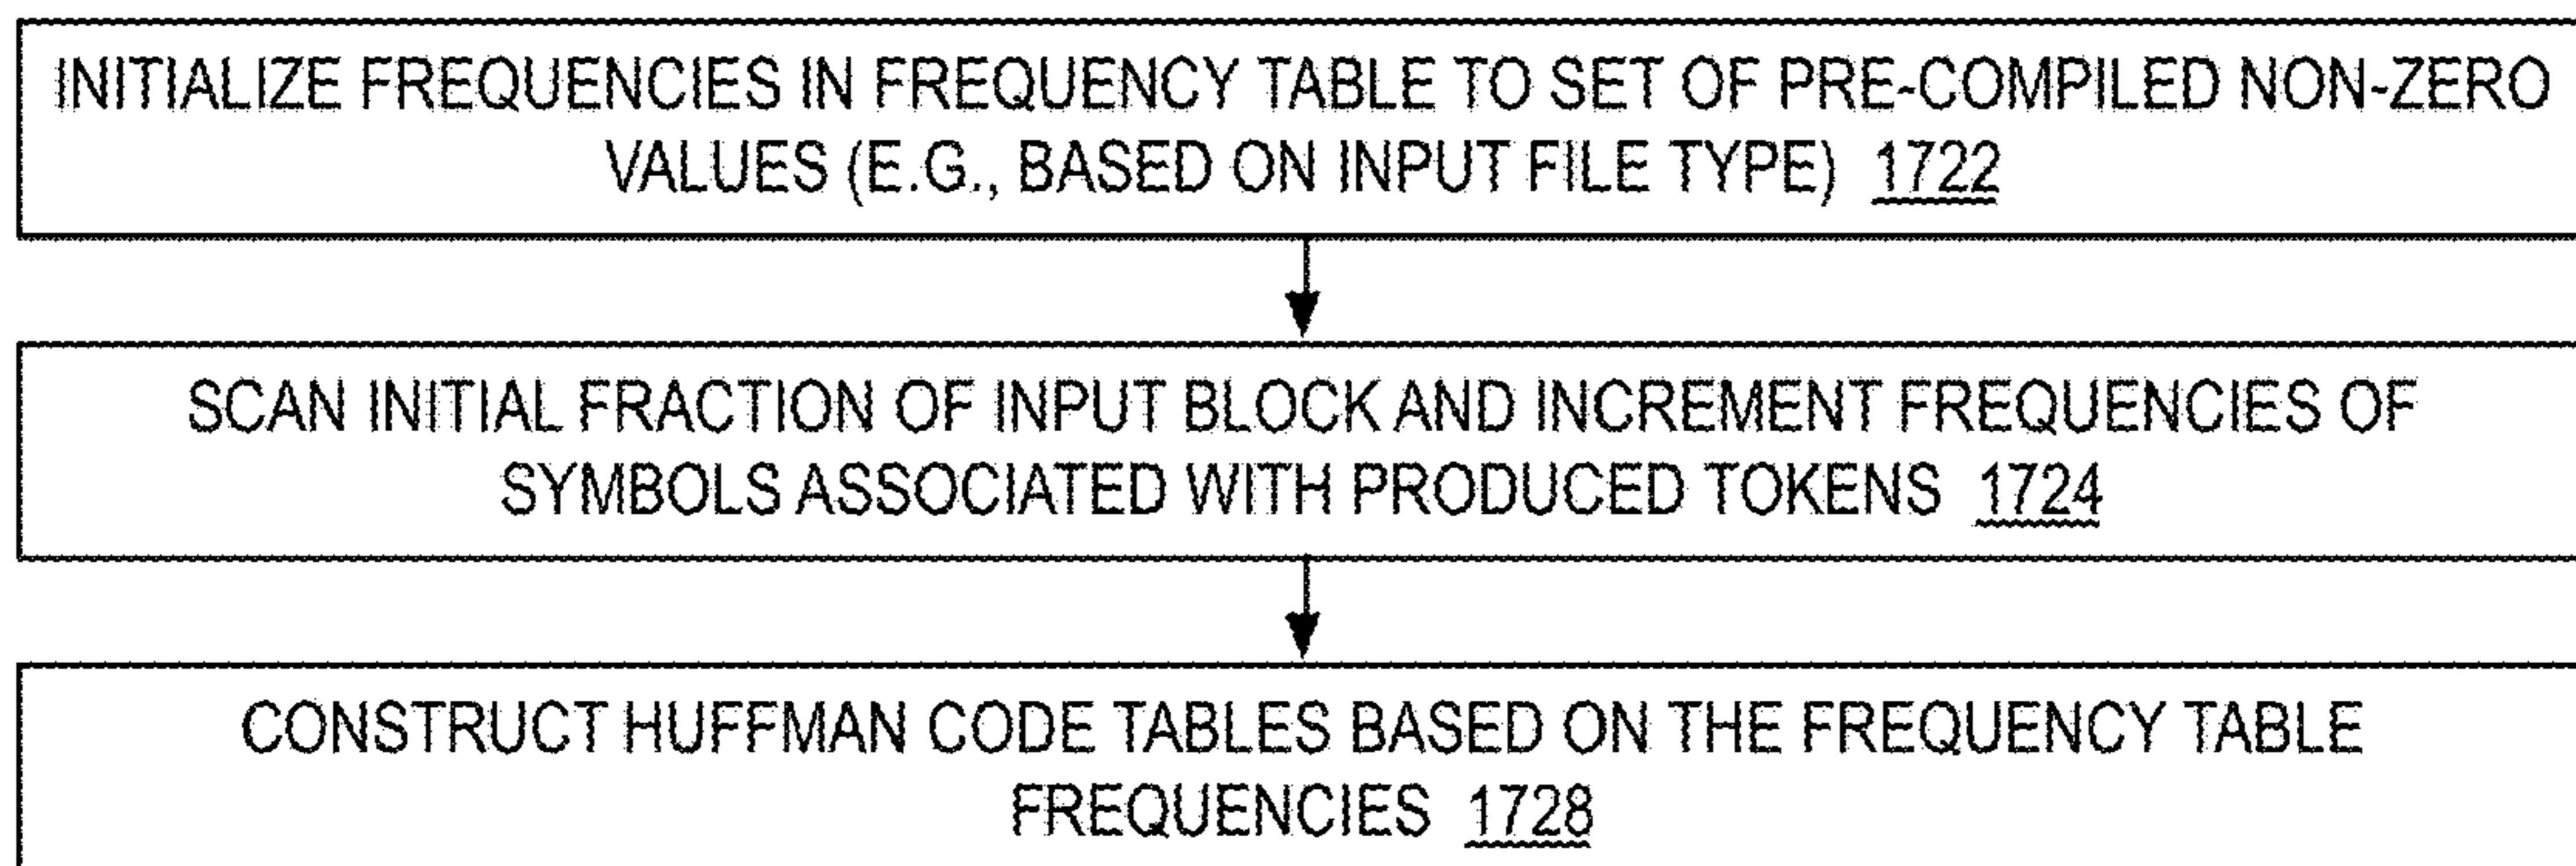 INITIALIZE FREQUENCIES IN FREQUENCY TABLE TO SET OF PRE-COMPILED NON-ZERO
VALUES (E.G., BASED ON INPUT FILE TYPE) 1722
SCAN INITIAL FRACTION OF INPUT BLOCK AND INCREMENT FREQUENCIES OF
SYMBOLS ASSOCIATED WITH PRODUCED TOKENS 1724
CONSTRUCT HUFFMAN CODE TABLES BASED ON THE FREQUENCY TABLE
FREQUENCIES 1728